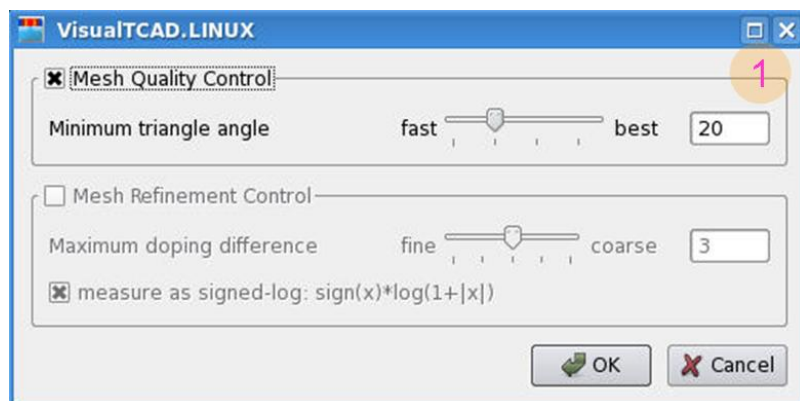 VisualTCAD.LINUX
1
Mesh Quality Control
Minimum triangle angle fast best 20
Mesh Refinement Control
Maximum doping difference fine coarse 3
measure as signed-log: sign(x)*log(1+|x|)
OK Cancel